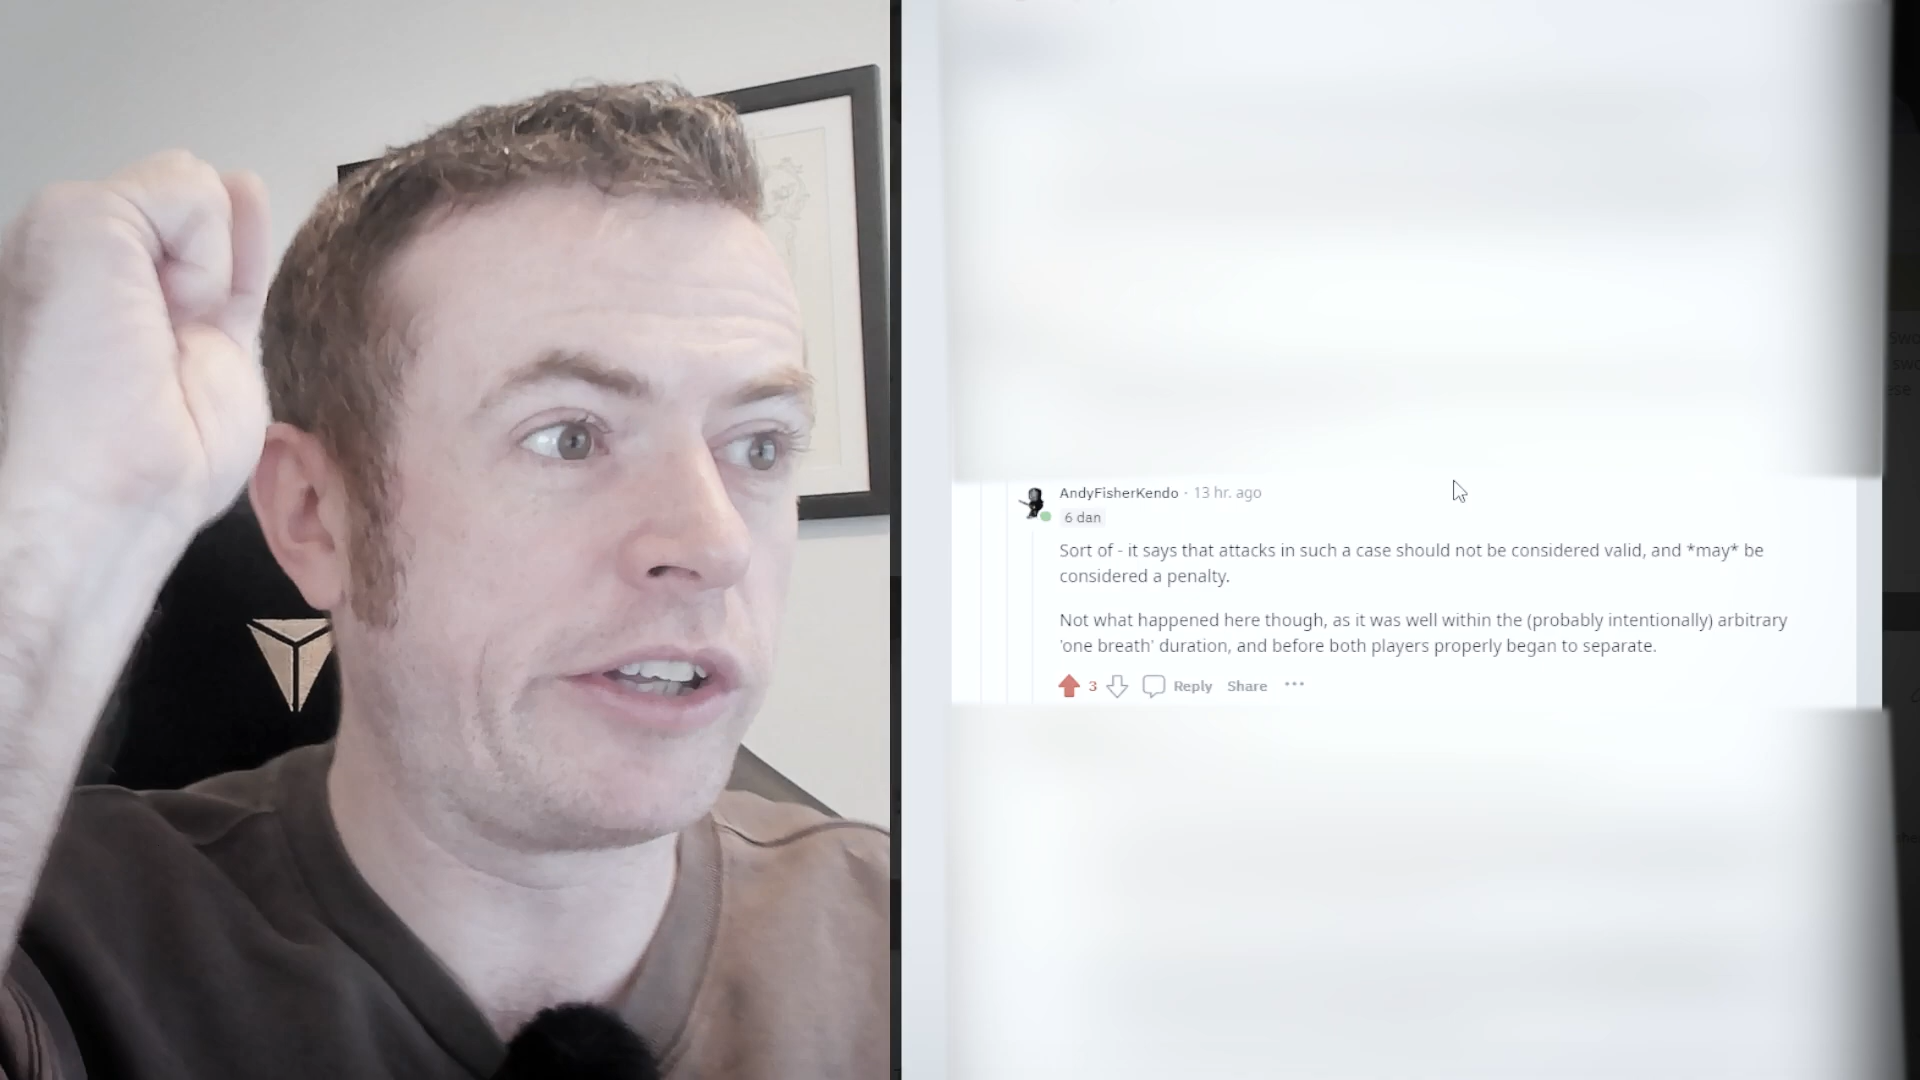 AndyFisherKendo · 13 hr. ago
6 dan
Sort of - it says that attacks in such a case should not be considered valid, and *may* be
considered a penalty.
Not what happened here though, as it was well within the (probably intentionally) arbitrary
'one breath' duration, and before both players properly began to separate.
3 Reply Share ···